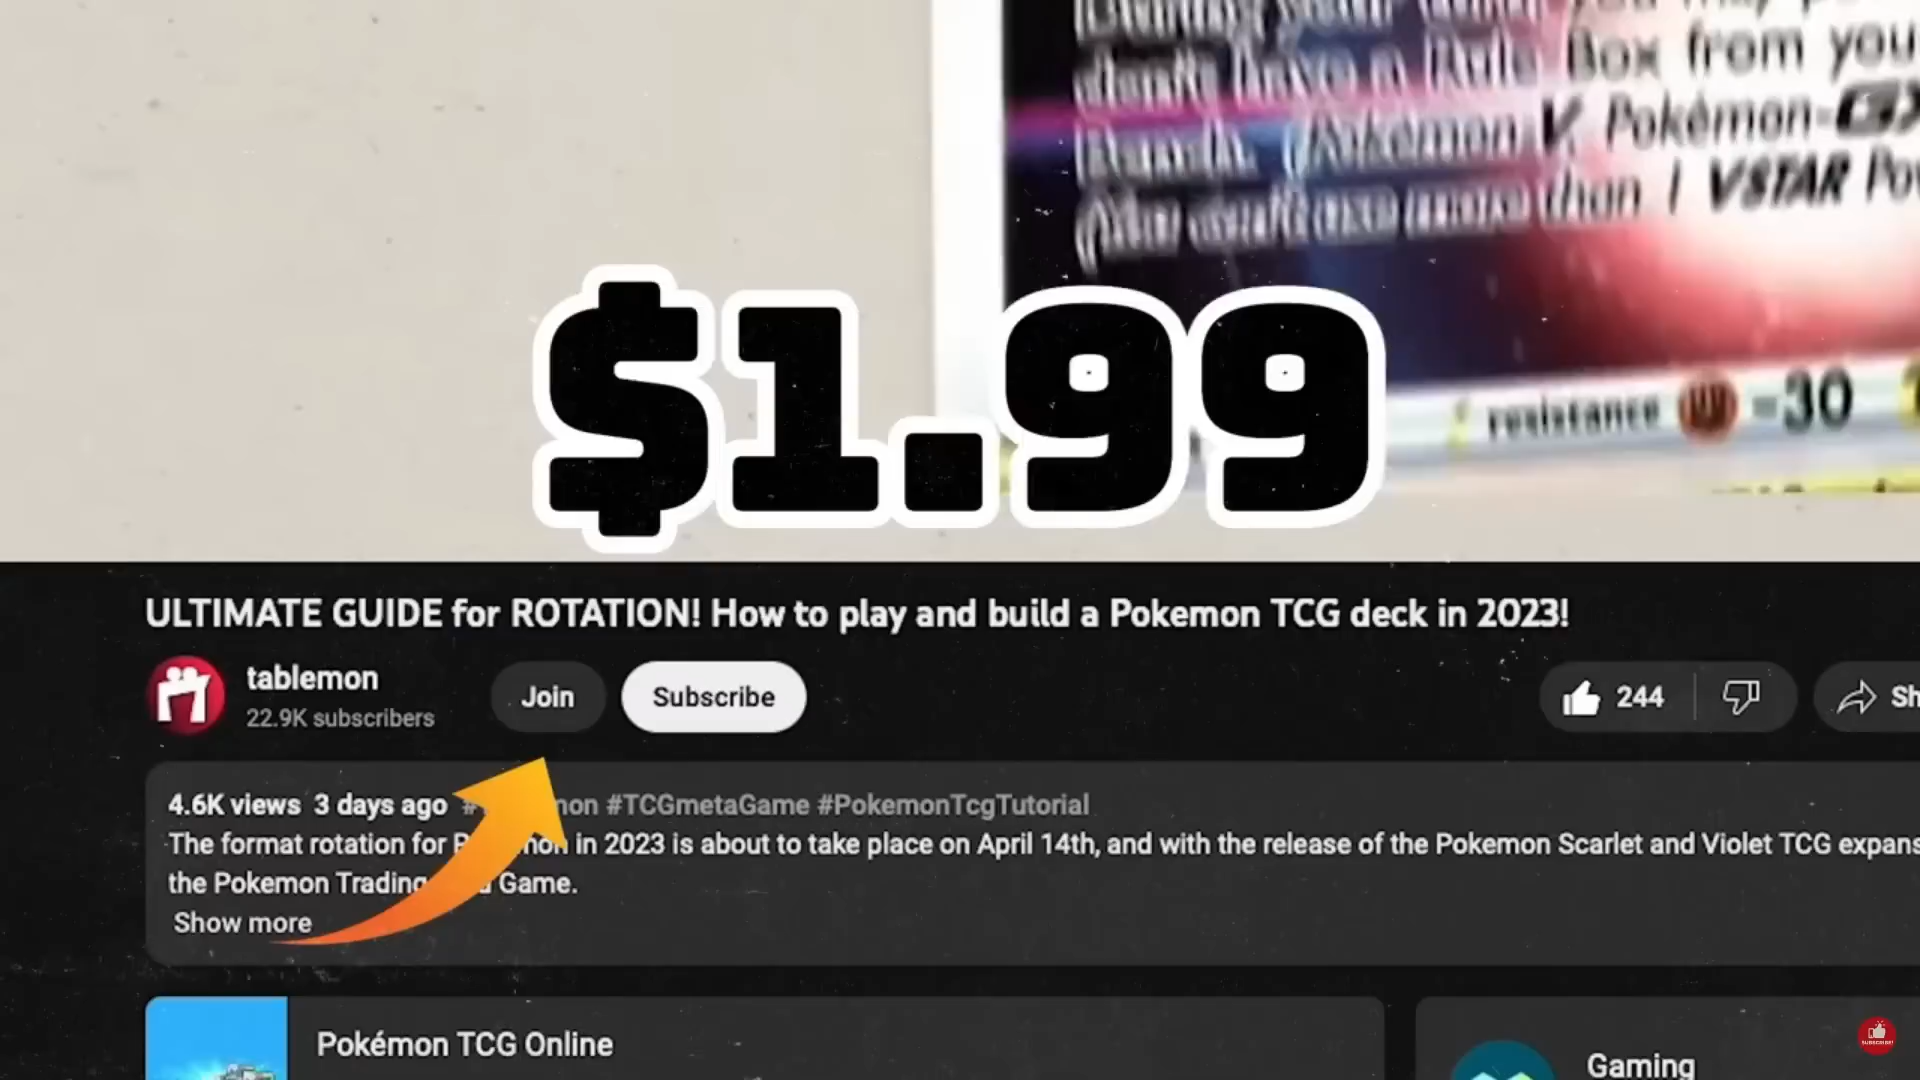 Box from you
Pokémon V, Pokémon-GX
than 1 VSTAR Po
$1.99
resistance -30
ULTIMATE GUIDE for ROTATION! How to play and build a Pokemon TCG deck in 2023!
tablemon
22.9K subscribers
Join
Subscribe
244
Sh
4.6K views 3 days ago #TCGmetaGame #PokemonTcgTutorial
The format rotation for in 2023 is about to take place on April 14th, and with the release of the Pokemon Scarlet and Violet TCG expans
the Pokemon Trading Game.
Show more
Pokémon TCG Online
Gaming
SUBSCRIBE!